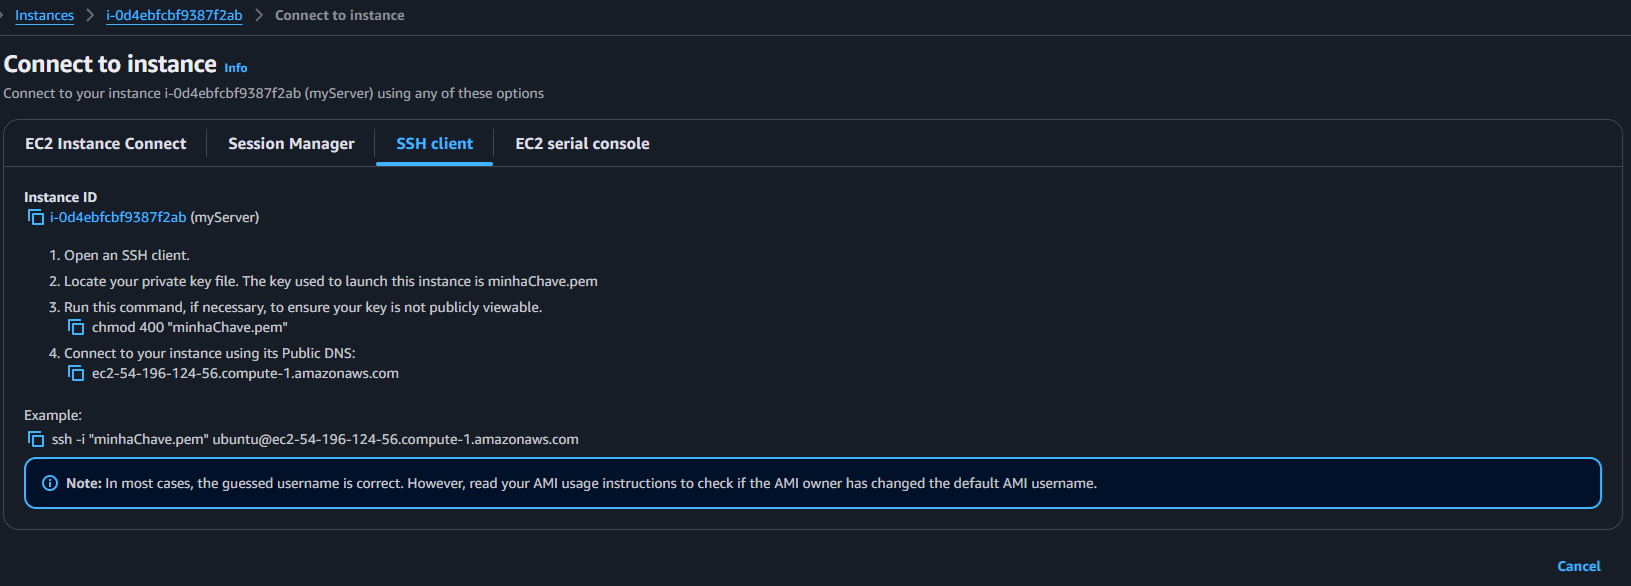 Instances > i-0d4ebfcbf9387f2ab > Connect to instance
Connect to instance Info
Connect to your instance i-0d4ebfcbf9387f2ab (myServer) using any of these options
EC2 Instance Connect Session Manager SSH client EC2 serial console
Instance ID
i-0d4ebfcbf9387f2ab (myServer)
1. Open an SSH client.
2. Locate your private key file. The key used to launch this instance is minhaChave.pem
3. Run this command, if necessary, to ensure your key is not publicly viewable.
chmod 400 "minhaChave.pem"
4. Connect to your instance using its Public DNS:
ec2-54-196-124-56.compute-1.amazonaws.com
Example:
ssh -i "minhaChave.pem" ubuntu@ec2-54-196-124-56.compute-1.amazonaws.com
Note: In most cases, the guessed username is correct. However, read your AMI usage instructions to check if the AMI owner has changed the default AMI username.
Cancel